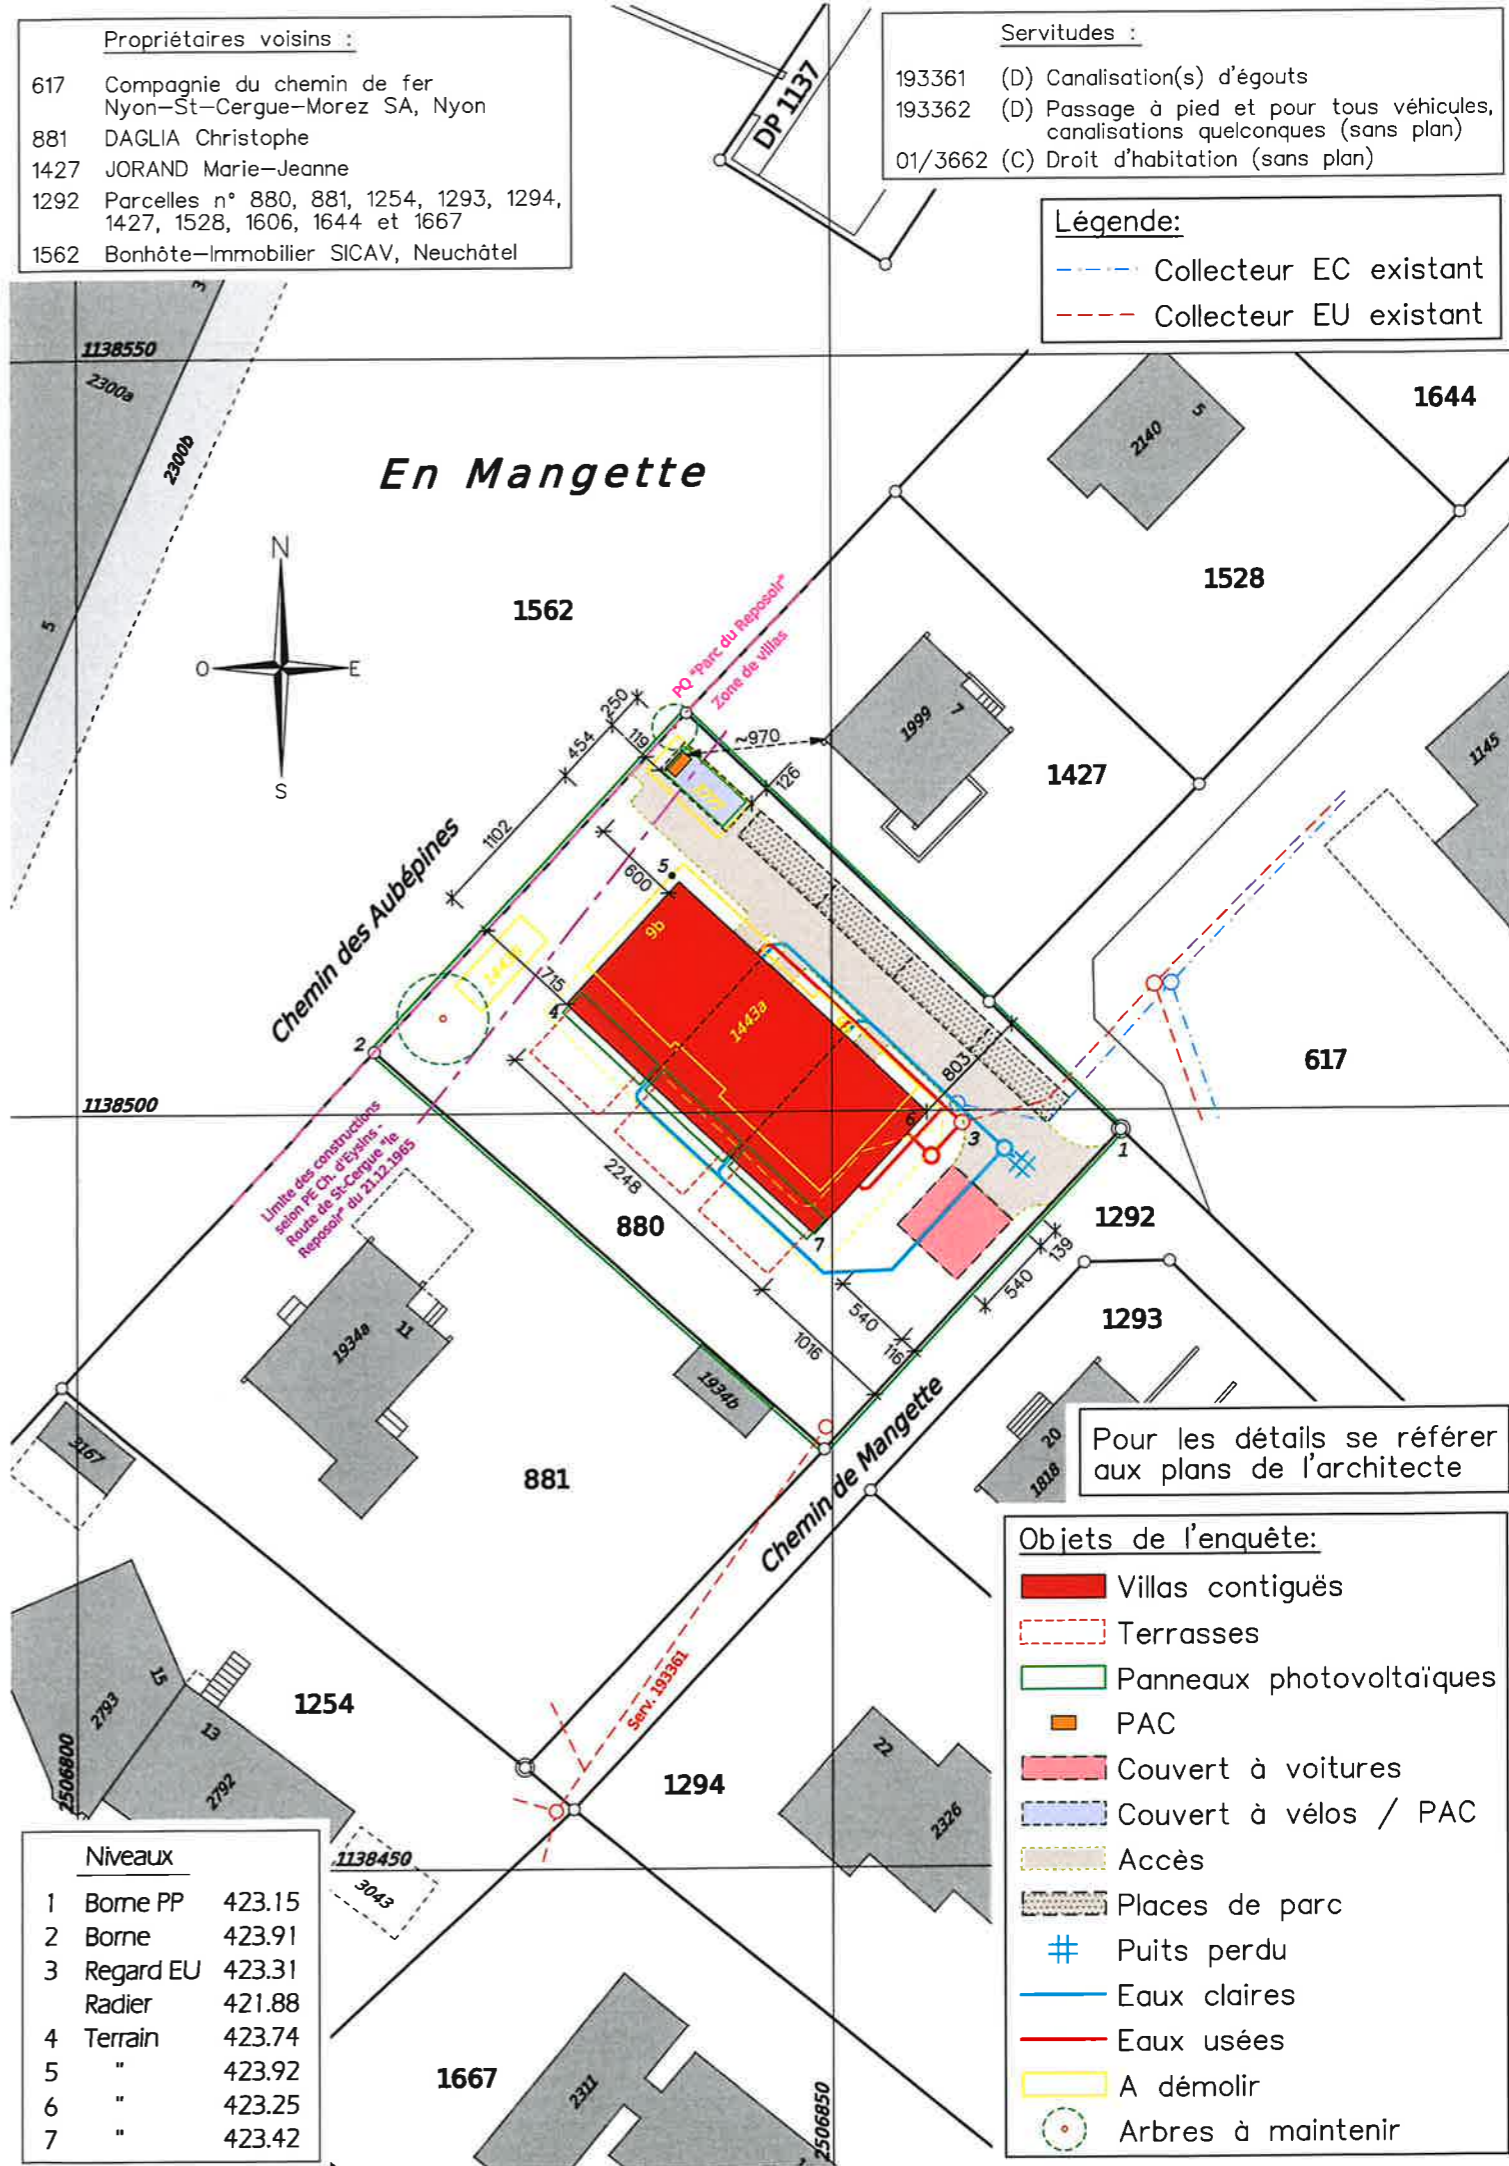 Propriétaires voisins :
617 Compagnie du chemin de fer
Nyon-St-Cergue-Morez SA, Nyon
881 DAGLIA Christophe
1427 JORAND Marie-Jeanne
1292 Parcelles n° 880, 881, 1254, 1293, 1294,
1427, 1528, 1606, 1644 et 1667
1562 Bonhôte-Immobilier SICAV, Neuchâtel
DP 1137
Servitudes :
193361 (D) Canalisation(s) d'égouts
193362 (D) Passage à pied et pour tous véhicules,
canalisations quelconques (sans plan)
01/3662 (C) Droit d'habitation (sans plan)
Légende:
Collecteur EC existant
Collecteur EU existant
3
1138550
2300a
2300b
5
En Mangette
1644
2140
5
1528
1562
N
O
E
S
PQ "Parc du Reposoir"
Zone de villas
250
454
119
~970
126
1102
600
5
1999
7
1427
1145
Chemin des Aubépines
9b
715
4
1443a
2
803
617
1138500
6
3
1
Limite des constructions
selon PE Ch. d'Eysins -
Route de St-Cergue "le
Reposoir" du 21.12.1965
2248
880
7
1292
139
540
540
116
1016
1293
1934a
11
1934b
Chemin de Mangette
20
1818
Pour les détails se référer
aux plans de l'architecte
3167
881
Serv. 193361
1254
15
2793
13
2792
2506800
1294
22
2326
1138450
3043
1667
2311
2506850
Objets de l'enquête:
Villas contiguës
Terrasses
Panneaux photovoltaïques
PAC
Couvert à voitures
Couvert à vélos / PAC
Accès
Places de parc
Puits perdu
Eaux claires
Eaux usées
A démolir
Arbres à maintenir
Niveaux
1 Borne PP 423.15
2 Borne 423.91
3 Regard EU 423.31
Radier 421.88
4 Terrain 423.74
5 " 423.92
6 " 423.25
7 " 423.42